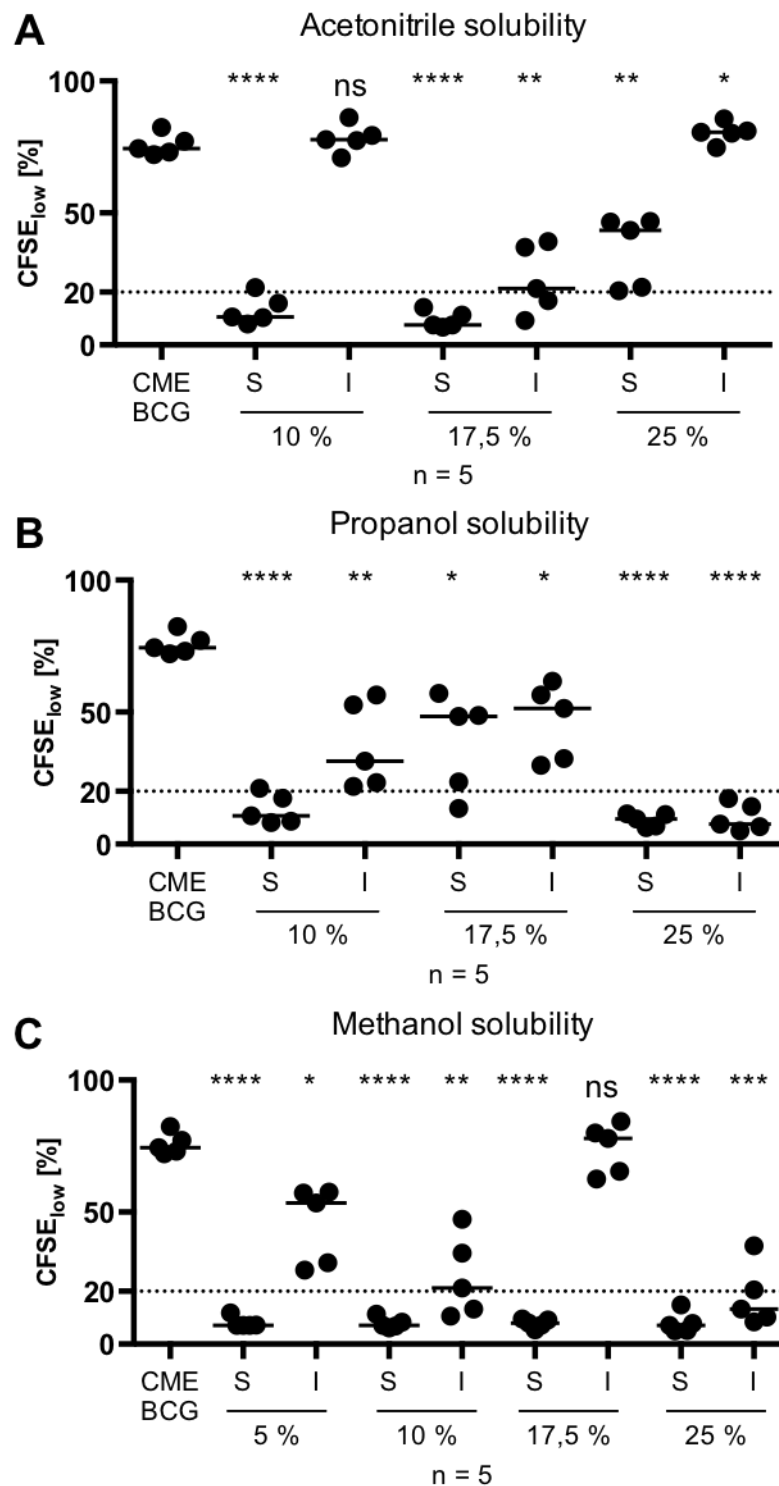 A
Acetonitrile solubility
**** ns **** ** ** *
100
50
20
0
CFSElow [%]
CME BCG
S I S I S I
10 % 17,5 % 25 %
n = 5
B
Propanol solubility
**** ** * * **** ****
100
50
20
0
CFSElow [%]
CME BCG
S I S I S I
10 % 17,5 % 25 %
n = 5
C
Methanol solubility
**** * **** ** **** ns **** ***
100
50
20
0
CFSElow [%]
CME BCG
S I S I S I S I
5 % 10 % 17,5 % 25 %
n = 5